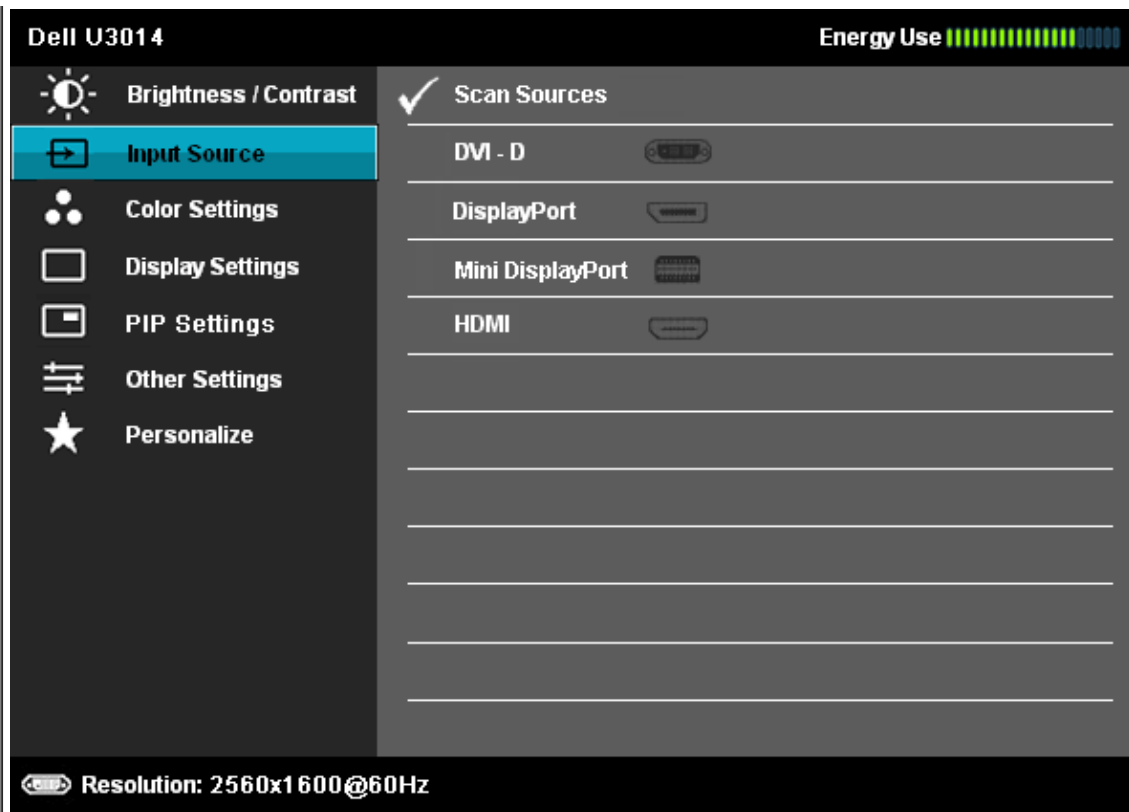 Dell U3014
Energy Use
Brightness / Contrast
Scan Sources
Input Source
DVI - D
Color Settings
DisplayPort
Display Settings
Mini DisplayPort
PIP Settings
HDMI
Other Settings
Personalize
Resolution: 2560x1600@60Hz